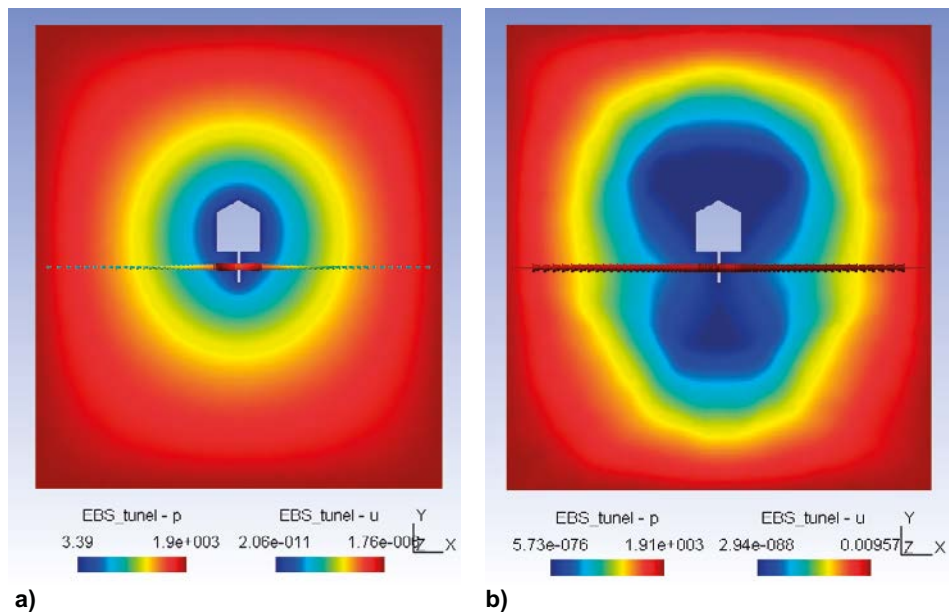 EBS_tunel - p EBS_tunel - u Y
3.39 1.9e+003 2.06e-011 Z X
EBS_tunel - p EBS_tunel - u Y
5.73e-076 1.91e+003 2.94e-088 0.00957 Z X
a) b)